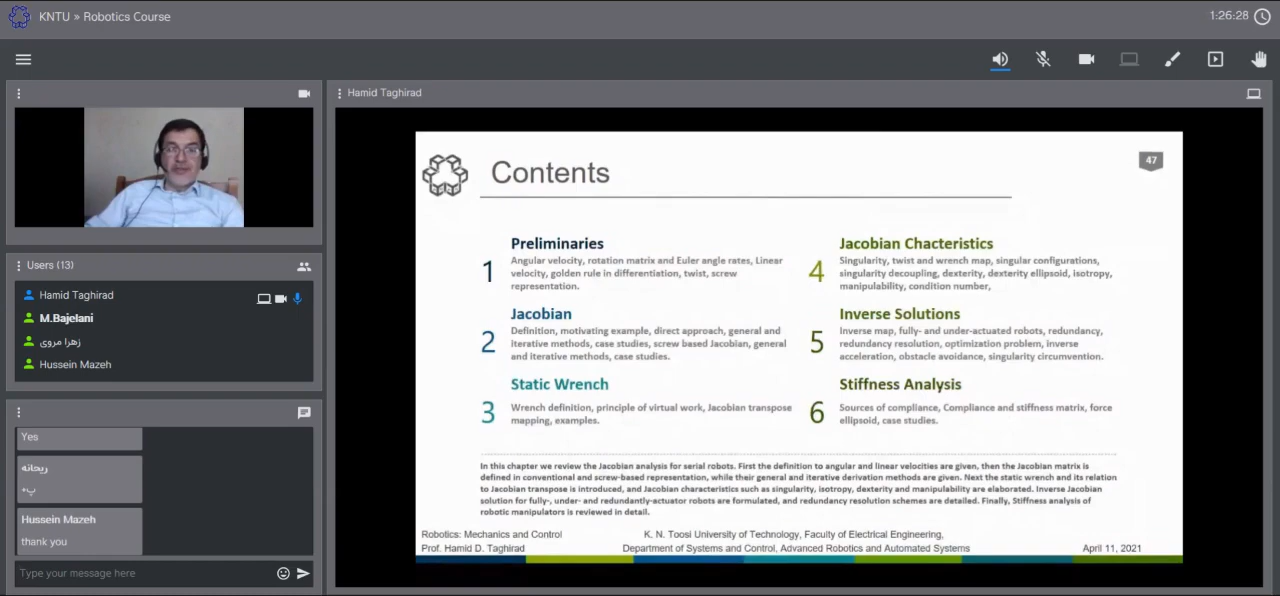 KNTU » Robotics Course
1:26:28
Hamid Taghirad
Users (13)
Hamid Taghirad
M.Bajelani
زهرا مروی
Hussein Mazeh
Yes
ریحانه
Hussein Mazeh
thank you
Type your message here
Contents
47
1
Preliminaries
Angular velocity, rotation matrix and Euler angle rates, Linear
velocity, golden rule in differentiation, twist, screw
representation.
2
Jacobian
Definition, motivating example, direct approach, general and
iterative methods, case studies, screw based Jacobian, general
and iterative methods, case studies.
3
Static Wrench
Wrench definition, principle of virtual work, Jacobian transpose
mapping, examples.
4
Jacobian Chacteristics
Singularity, twist and wrench map, singular configurations,
singularity decoupling, dexterity, dexterity ellipsoid, isotropy,
manipulability, condition number,
5
Inverse Solutions
Inverse map, fully- and under-actuated robots, redundancy,
redundancy resolution, optimization problem, inverse
acceleration, obstacle avoidance, singularity circumvention.
6
Stiffness Analysis
Sources of compliance, Compliance and stiffness matrix, force
ellipsoid, case studies.
In this chapter we review the Jacobian analysis for serial robots. First the definition to angular and linear velocities are given, then the Jacobian matrix is
defined in conventional and screw-based representation, while their general and iterative derivation methods are given. Next the static wrench and its relation
to Jacobian transpose is introduced, and Jacobian characteristics such as singularity, isotropy, dexterity and manipulability are elaborated. Inverse Jacobian
solution for fully-, under- and redundantly-actuator robots are formulated, and redundancy resolution schemes are detailed. Finally, Stiffness analysis of
robotic manipulators is reviewed in detail.
Robotics: Mechanics and Control
Prof. Hamid D. Taghirad
K. N. Toosi University of Technology, Faculty of Electrical Engineering,
Department of Systems and Control, Advanced Robotics and Automated Systems
April 11, 2021